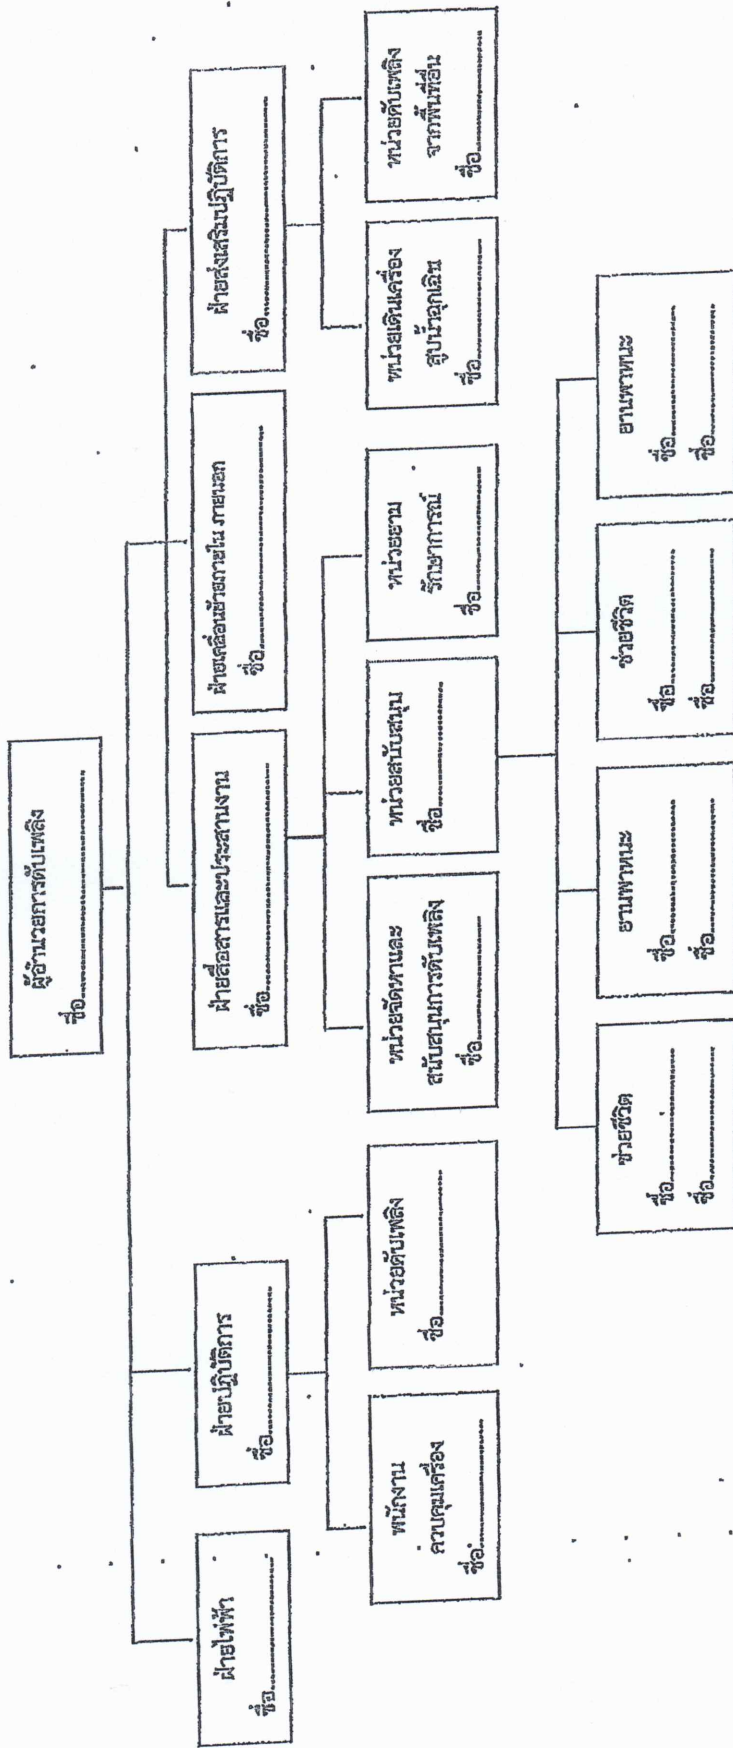 ผู้อำนวยการดับเพลิง
ชื่อ........................................
ฝ่ายไฟฟ้า
ชื่อ........................................
ฝ่ายปฏิบัติการ
ชื่อ........................................
ฝ่ายสื่อสารและประสานงาน
ชื่อ........................................
ฝ่ายเคลื่อนย้ายภายใน ภายนอก
ชื่อ........................................
ฝ่ายส่งเสริมปฏิบัติการ
ชื่อ........................................
พนักงาน
ควบคุมเครื่อง
ชื่อ..............................
หน่วยดับเพลิง
ชื่อ..............................
หน่วยจัดหาและ
สนับสนุนการดับเพลิง
ชื่อ..............................
หน่วยสนับสนุน
ชื่อ..............................
หน่วยยาม
รักษาการณ์
ชื่อ..............................
หน่วยเดินเครื่อง
สูบน้ำฉุกเฉิน
ชื่อ..............................
หน่วยดับเพลิง
จากพื้นที่อื่น
ชื่อ..............................
ช่วยชีวิต
ชื่อ..............................
ชื่อ..............................
ยานพาหนะ
ชื่อ..............................
ชื่อ..............................
ช่วยชีวิต
ชื่อ..............................
ชื่อ..............................
ยานพาหนะ
ชื่อ..............................
ชื่อ..............................